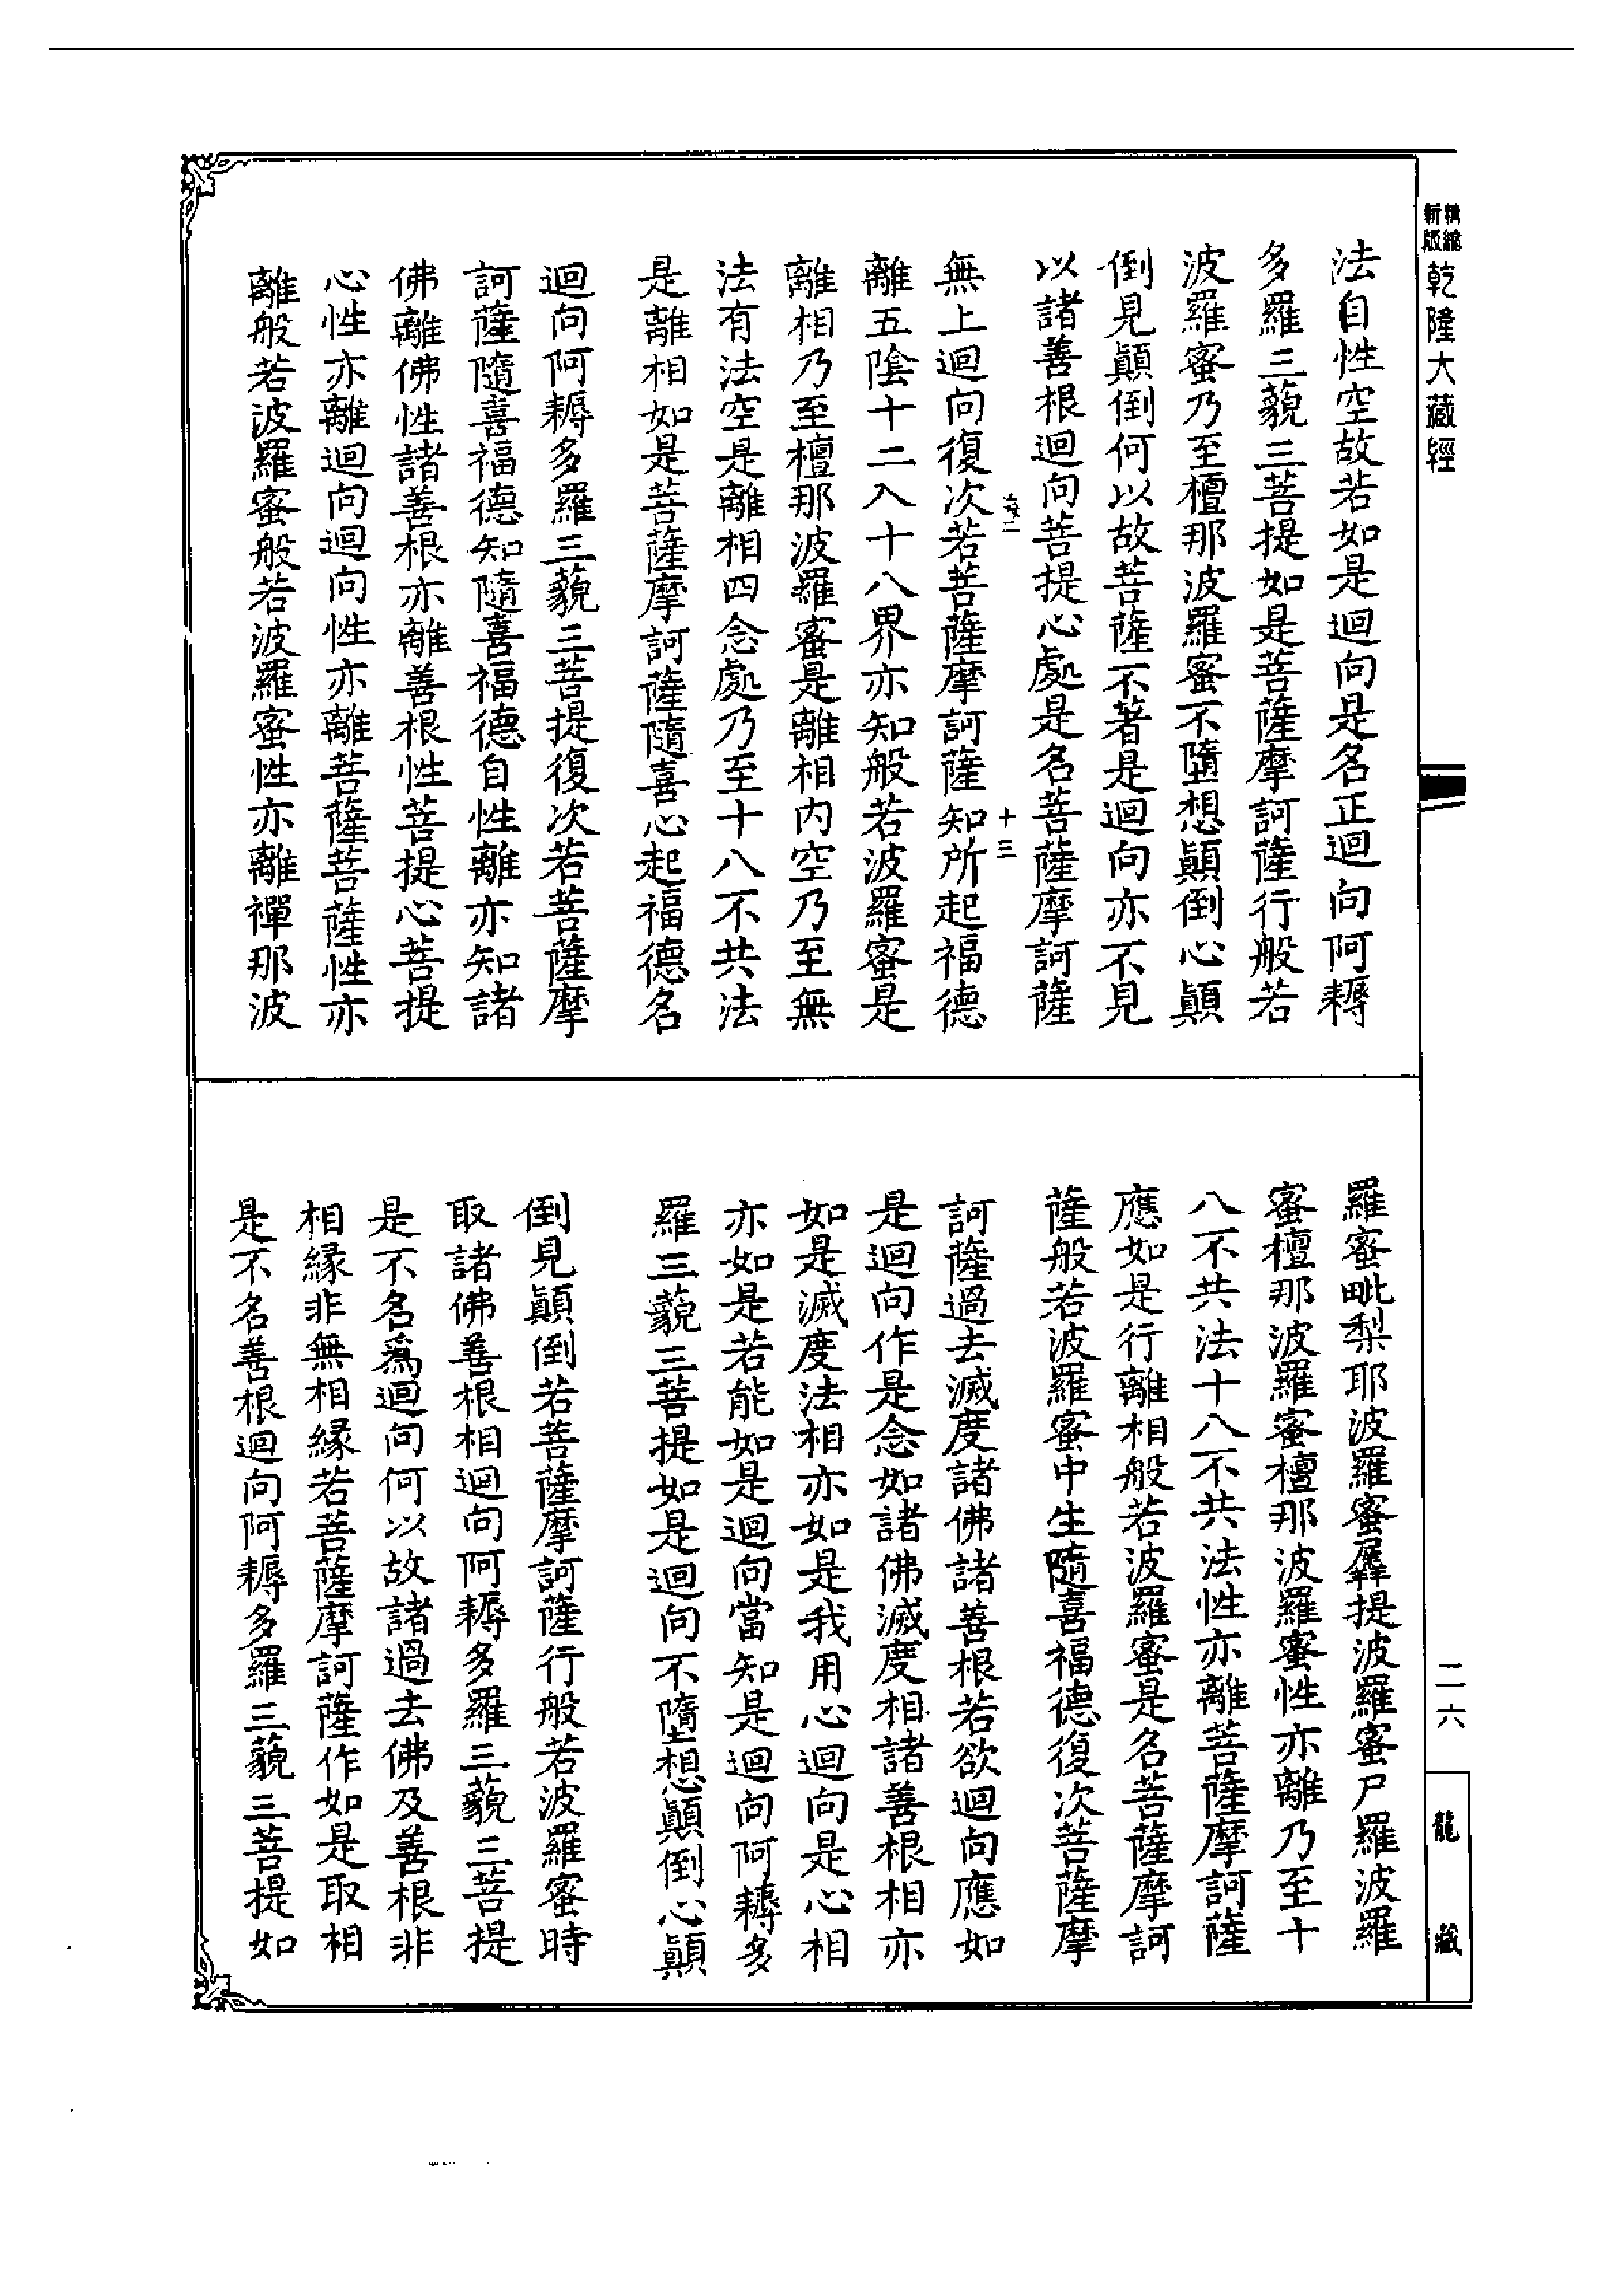 精縮
新版
乾隆大藏經
法自性空故若如是迴向是名正迴向阿耨
多羅三藐三菩提如是菩薩摩訶薩行般若
波羅蜜乃至檀那波羅蜜不墮想顛倒心顛
倒見顛倒何以故菩薩不著是迴向亦不見
以諸善根迴向菩提心處是名菩薩摩訶薩
十三
無上迴向復次若菩薩摩訶薩知所起福德
離五陰十二入十八界亦知般若波羅蜜是
離相乃至檀那波羅蜜是離相內空乃至無
法有法空是離相四念處乃至十八不共法
是離相如是菩薩摩訶薩隨喜心起福德名
迴向阿耨多羅三藐三菩提復次若菩薩摩
訶薩隨喜福德知隨喜福德自性離亦知諸
佛離佛性諸善根亦離善根性菩提心菩提
心性亦離迴向迴向性亦離菩薩菩薩性亦
離般若波羅蜜般若波羅蜜性亦離禪那波
羅蜜毗梨耶波羅蜜羼提波羅蜜尸羅波羅
蜜檀那波羅蜜檀那波羅蜜性亦離乃至十
八不共法十八不共法性亦離菩薩摩訶薩
應如是行離相般若波羅蜜是名菩薩摩訶
薩般若波羅蜜中生隨喜福德復次菩薩摩
訶薩過去滅度諸佛諸善根若欲迴向應如
是迴向作是念如諸佛滅度相諸善根相亦
如是滅度法相亦如是我用心迴向是心相
亦如是若能如是迴向當知是迴向阿耨多
羅三藐三菩提如是迴向不墮想顛倒心顛
倒見顛倒若菩薩摩訶薩行般若波羅蜜時
取諸佛善根相迴向阿耨多羅三藐三菩提
是不名爲迴向何以故諸過去佛及善根非
相緣非無相緣若菩薩摩訶薩作如是取相
是不名善根迴向阿耨多羅三藐三菩提如
二六
龍藏